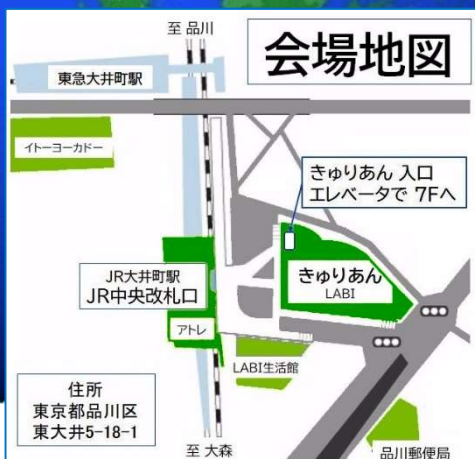 至 品川
会場地図
東急大井町駅
イトーヨーカドー
きゅりあん 入口
エレベータで 7Fへ
きゅりあん
LABI
JR大井町駅
JR中央改札口
アトレ
LABI生活館
住所
東京都品川区
東大井5-18-1
至 大森
品川郵便局